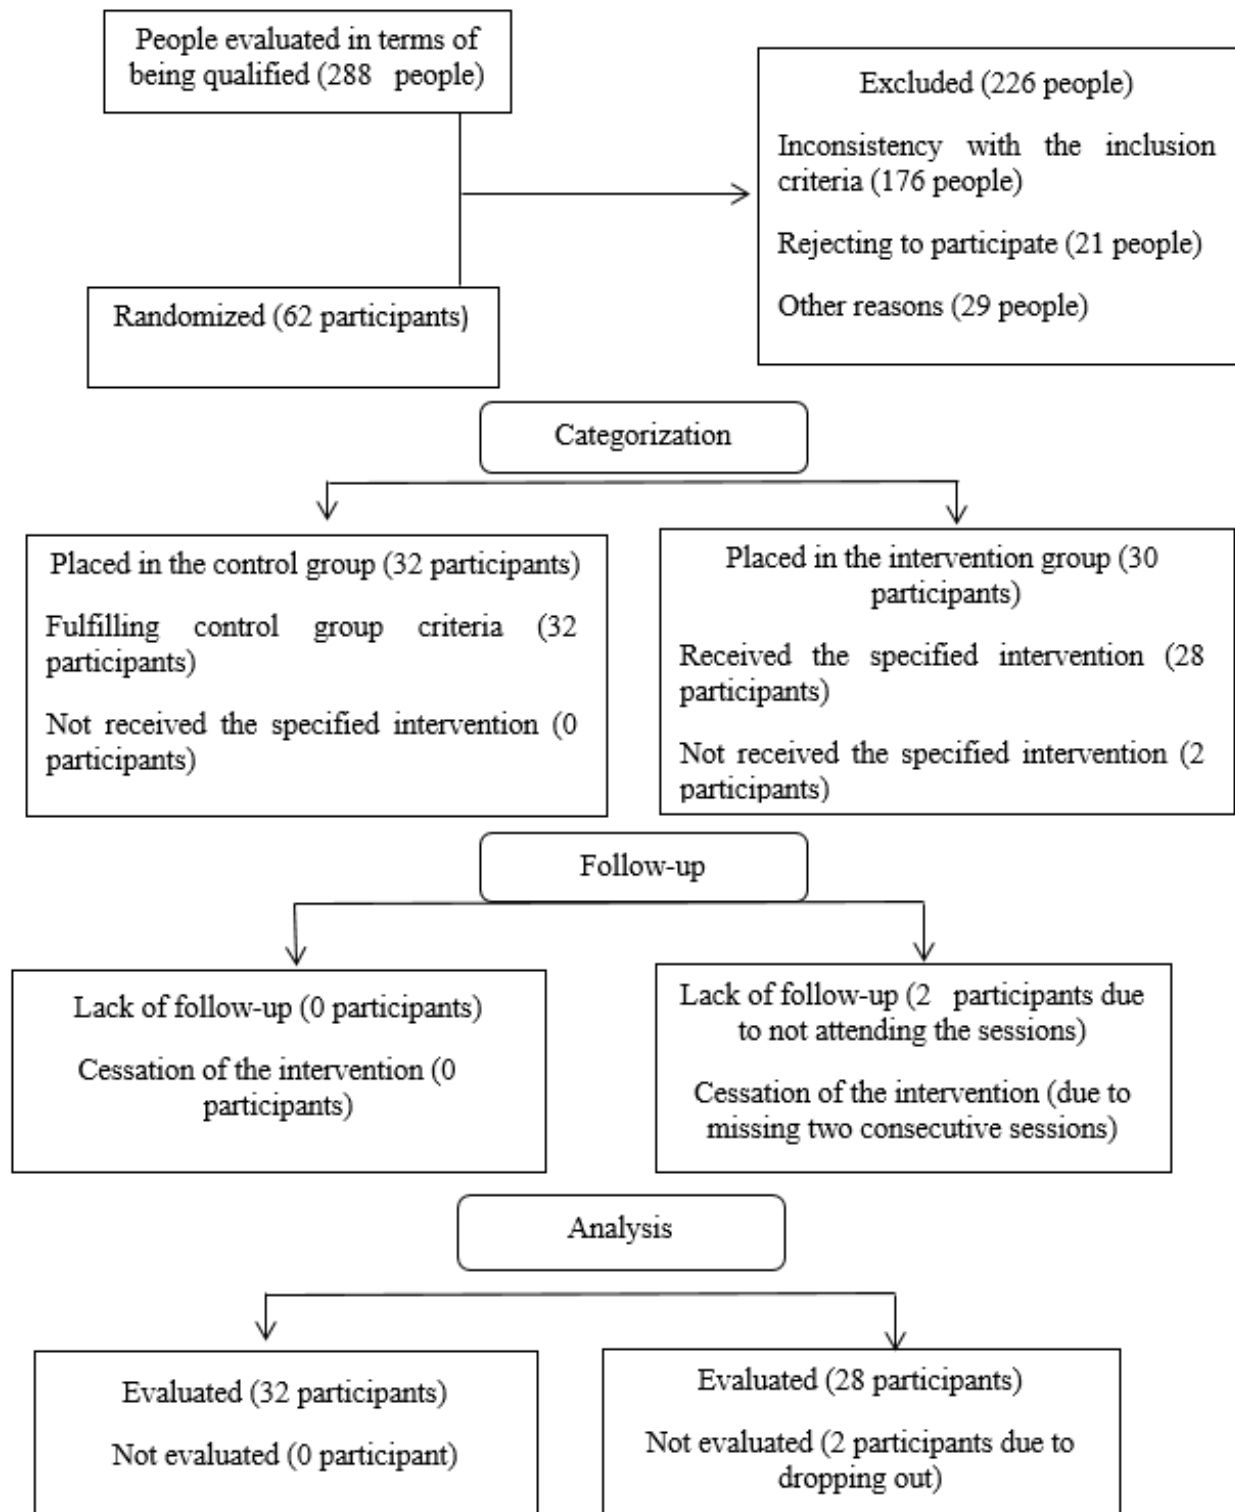 People evaluated in terms of
being qualified (288 people)
Excluded (226 people)
Inconsistency with the inclusion
criteria (176 people)
Rejecting to participate (21 people)
Other reasons (29 people)
Randomized (62 participants)
Categorization
Placed in the control group (32 participants)
Fulfilling control group criteria (32
participants)
Not received the specified intervention (0
participants)
Placed in the intervention group (30
participants)
Received the specified intervention (28
participants)
Not received the specified intervention (2
participants)
Follow-up
Lack of follow-up (0 participants)
Cessation of the intervention (0
participants)
Lack of follow-up (2 participants due
to not attending the sessions)
Cessation of the intervention (due to
missing two consecutive sessions)
Analysis
Evaluated (32 participants)
Not evaluated (0 participant)
Evaluated (28 participants)
Not evaluated (2 participants due to
dropping out)